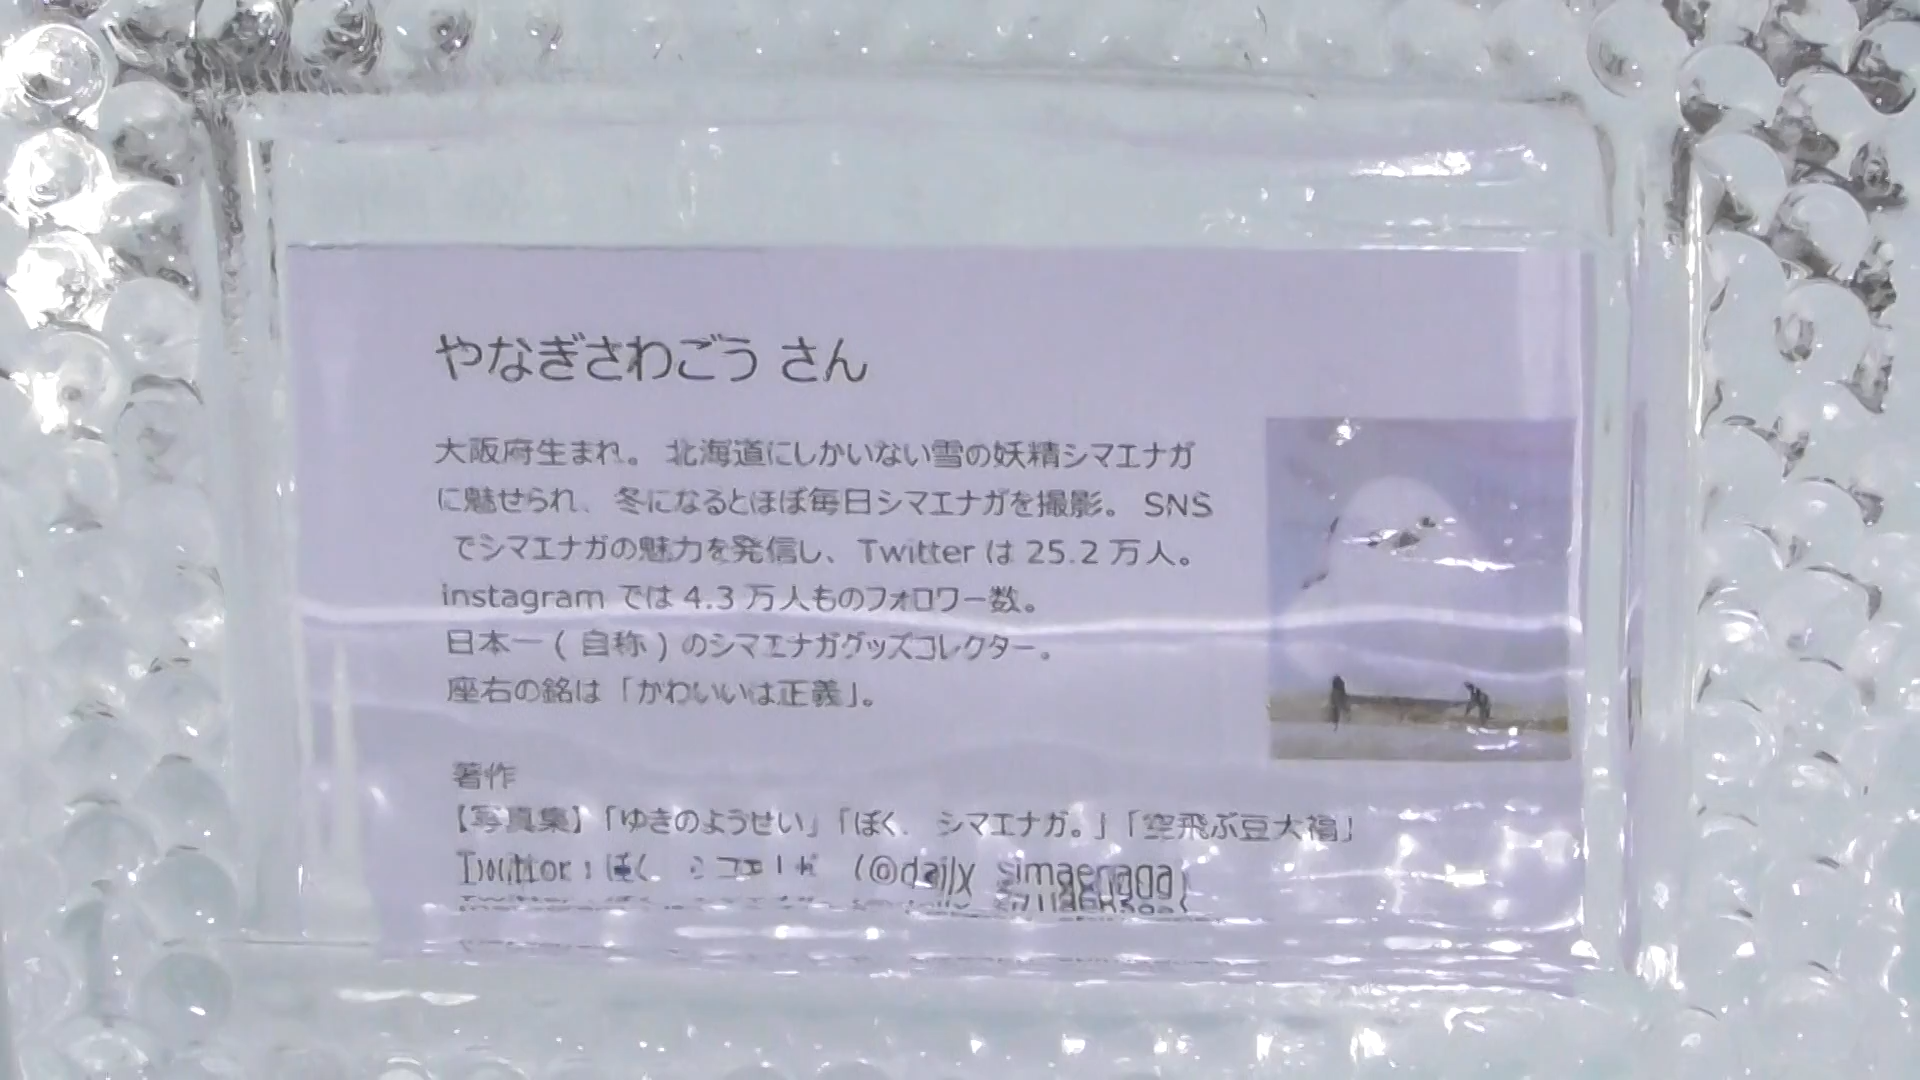 やなぎさわごう さん
大阪府生まれ。 北海道にしかいない雪の妖精シマエナガ
に魅せられ、 冬になるとほぼ毎日シマエナガを撮影。 SNS
でシマエナガの魅力を発信し、 Twitter は 25.2 万人。
instagram では 4.3 万人ものフォロワー数。
日本一 ( 自称 ) のシマエナガグッズコレクター。
座右の銘は 「かわいいは正義」。
著作
【写真集】 「ゆきのようせい」 「ぼく. シマエナガ。」 「空飛ぶ豆大福」
Twitter : ぼく (@daily_simaenaga)